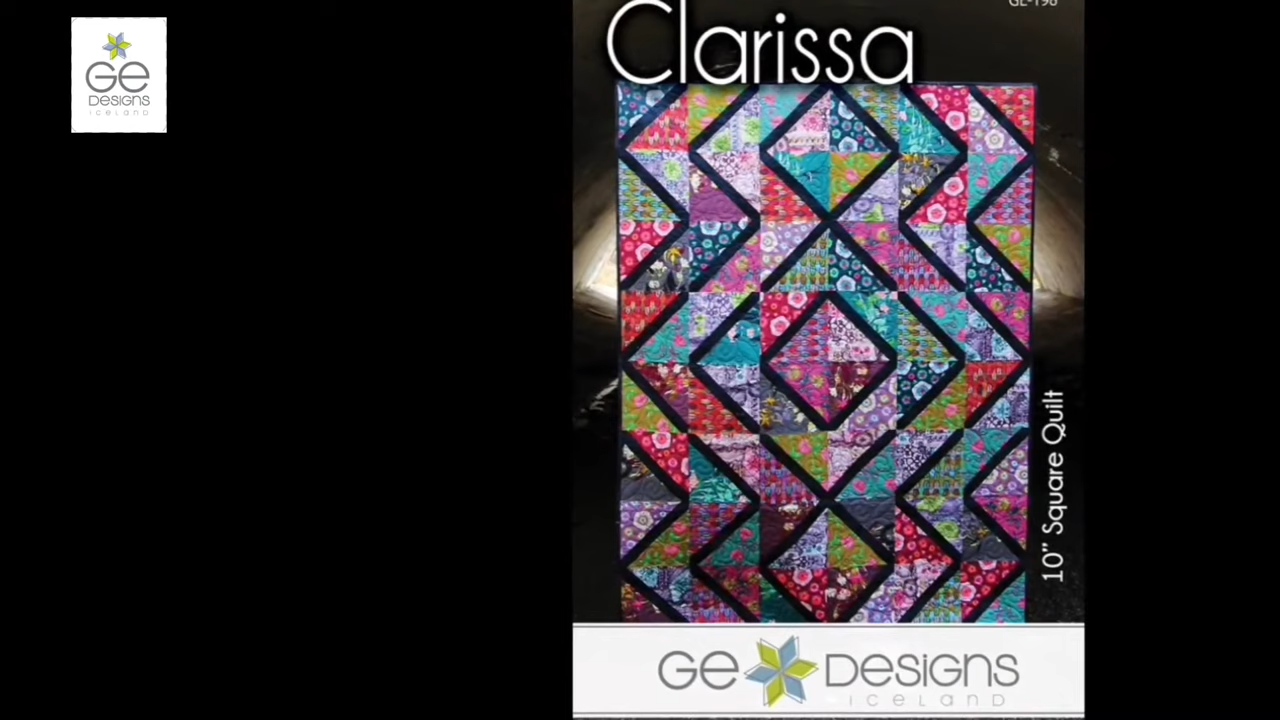 GE
DESIGNS
ICELAND
Clarissa
10" Square Quilt
GE DESIGNS
ICELAND